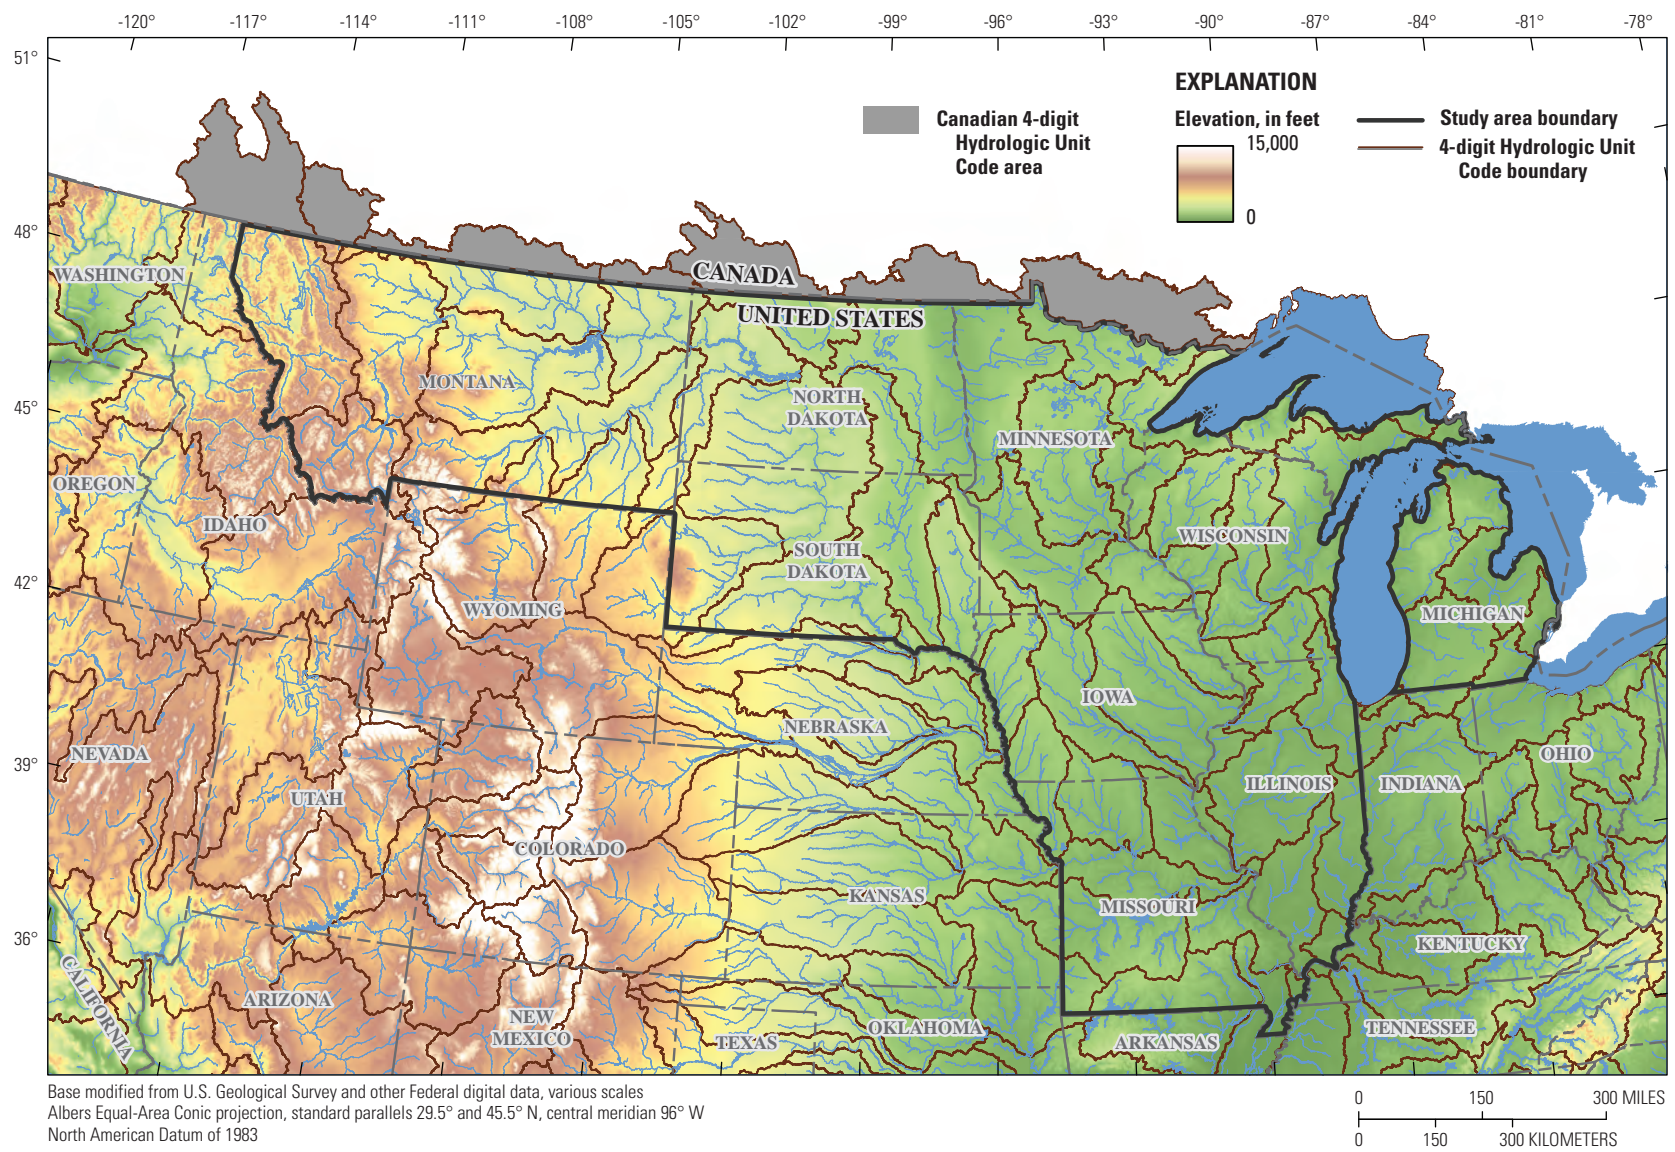 -120° -117° -114° -111° -108° -105° -102° -99° -96° -93° -90° -87° -84° -81° -78°
51°
48°
45°
42°
39°
36°
EXPLANATION
Canadian 4-digit
Hydrologic Unit
Code area
Elevation, in feet
15,000
0
Study area boundary
4-digit Hydrologic Unit
Code boundary
CANADA
UNITED STATES
WASHINGTON
MONTANA
NORTH
DAKOTA
MINNESOTA
OREGON
IDAHO
WISCONSIN
SOUTH
DAKOTA
WYOMING
MICHIGAN
IOWA
NEBRASKA
NEVADA
OHIO
UTAH
ILLINOIS
INDIANA
COLORADO
KANSAS
MISSOURI
KENTUCKY
CALIFORNIA
ARIZONA
NEW
MEXICO
TEXAS
OKLAHOMA
ARKANSAS
TENNESSEE
Base modified from U.S. Geological Survey and other Federal digital data, various scales
Albers Equal-Area Conic projection, standard parallels 29.5° and 45.5° N, central meridian 96° W
North American Datum of 1983
0 150 300 MILES
0 150 300 KILOMETERS